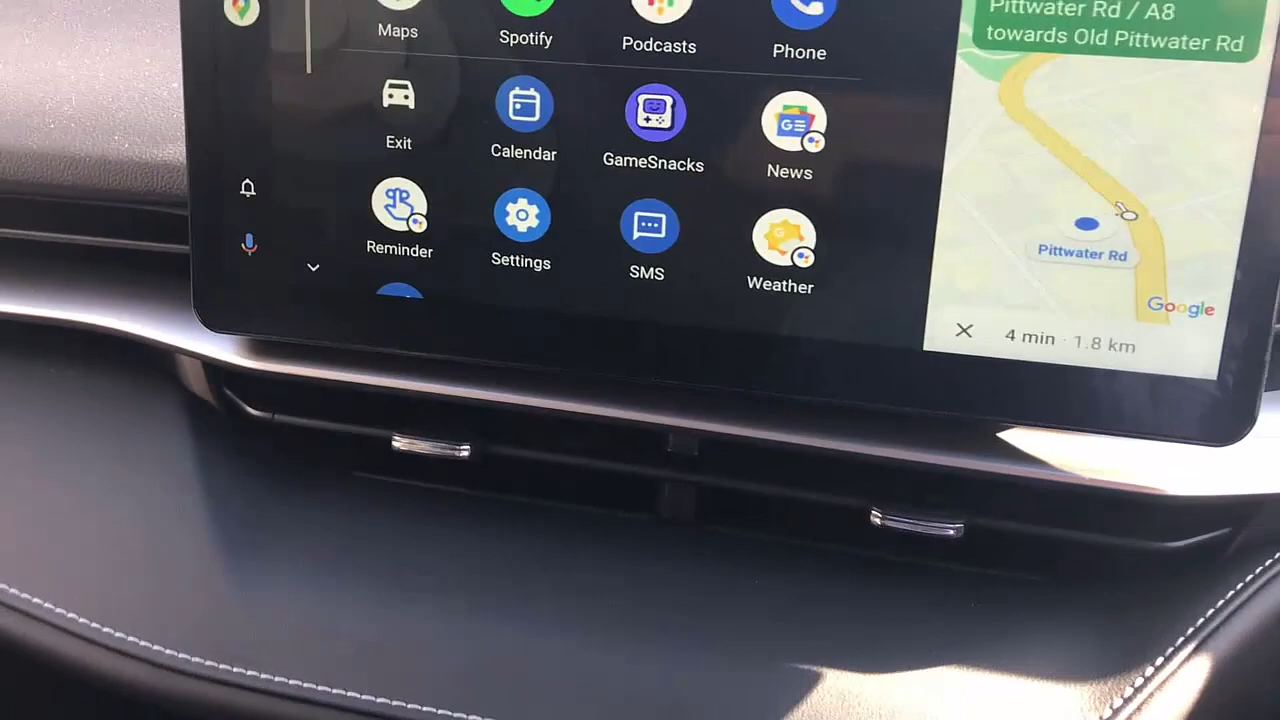 Maps
Spotify
Podcasts
Phone
Exit
Calendar
GameSnacks
News
Reminder
Settings
SMS
Weather
Pittwater Rd / A8
towards Old Pittwater Rd
Pittwater Rd
Google
4 min · 1.8 km